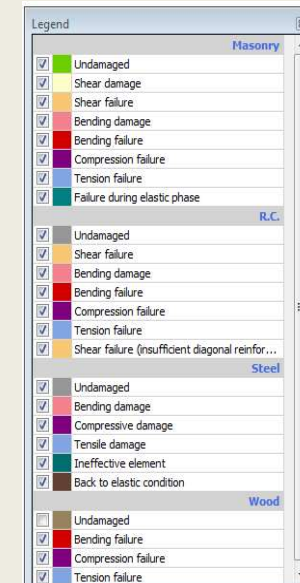 Legend
Masonry
Undamaged
Shear damage
Shear failure
Bending damage
Bending failure
Compression failure
Tension failure
Failure during elastic phase
R.C.
Undamaged
Shear failure
Bending damage
Bending failure
Compression failure
Tension failure
Shear failure (insufficient diagonal reinfor...
Steel
Undamaged
Bending damage
Compressive damage
Tensile damage
Ineffective element
Back to elastic condition
Wood
Undamaged
Bending failure
Compression failure
Tension failure